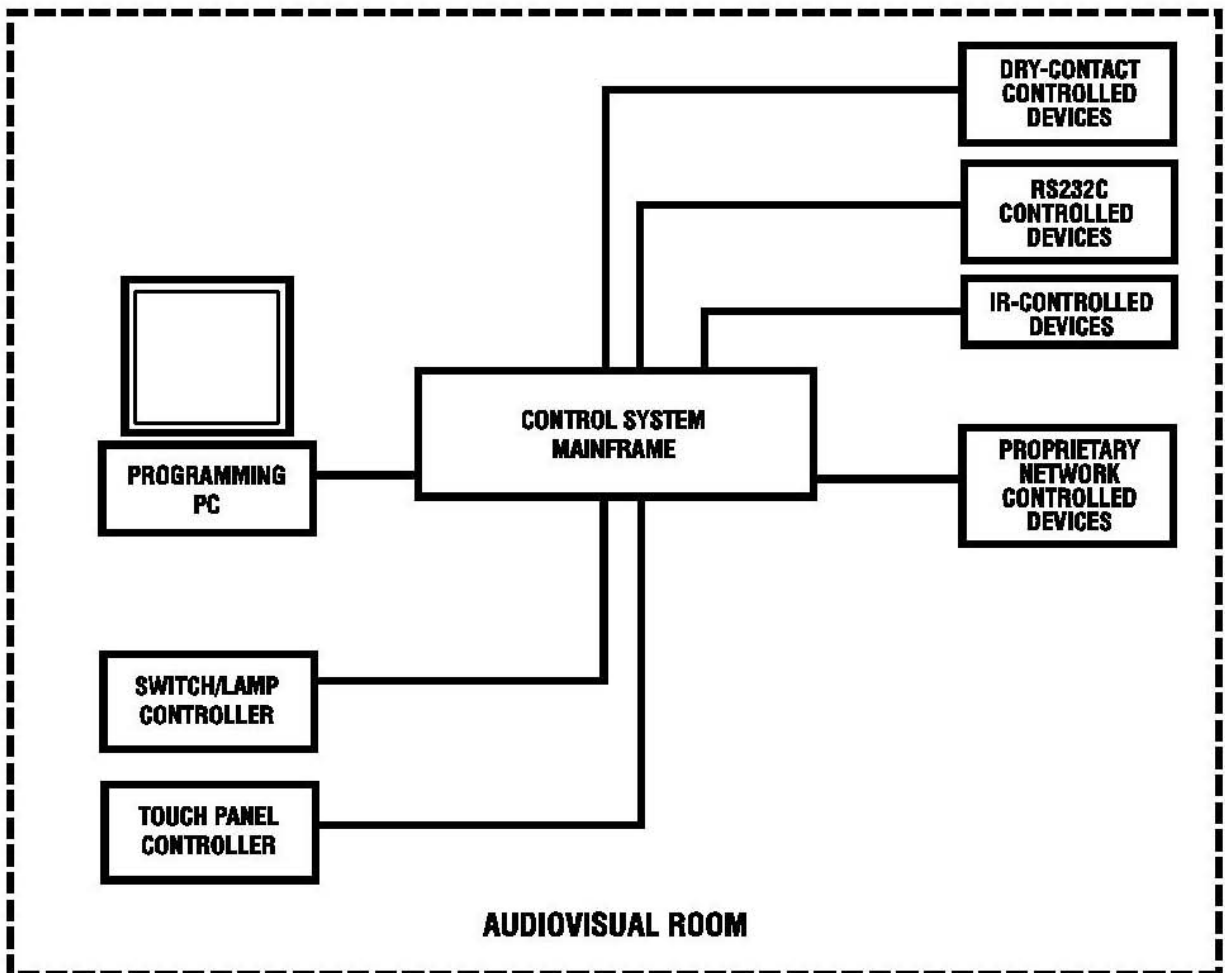 DRY-CONTACT
CONTROLLED
DEVICES
RS232C
CONTROLLED
DEVICES
IR-CONTROLLED
DEVICES
CONTROL SYSTEM
MAINFRAME
PROGRAMMING
PC
PROPRIETARY
NETWORK
CONTROLLED
DEVICES
SWITCH/LAMP
CONTROLLER
TOUCH PANEL
CONTROLLER
AUDIOVISUAL ROOM